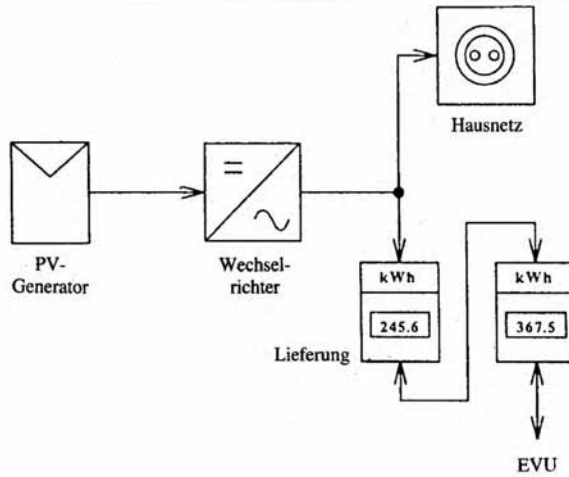 Hausnetz
PV-
Generator
Wechsel-
richter
kWh
kWh
245.6
367.5
Lieferung
EVU